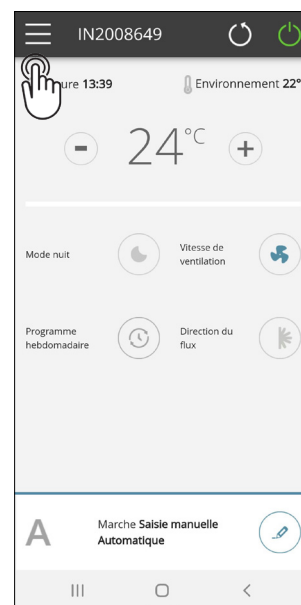 IN2008649
ure 13:39
Environnement 22°
- 24°C +
Mode nuit
Vitesse de
ventilation
Programme
hebdomadaire
Direction du
flux
A
Marche Saisie manuelle
Automatique